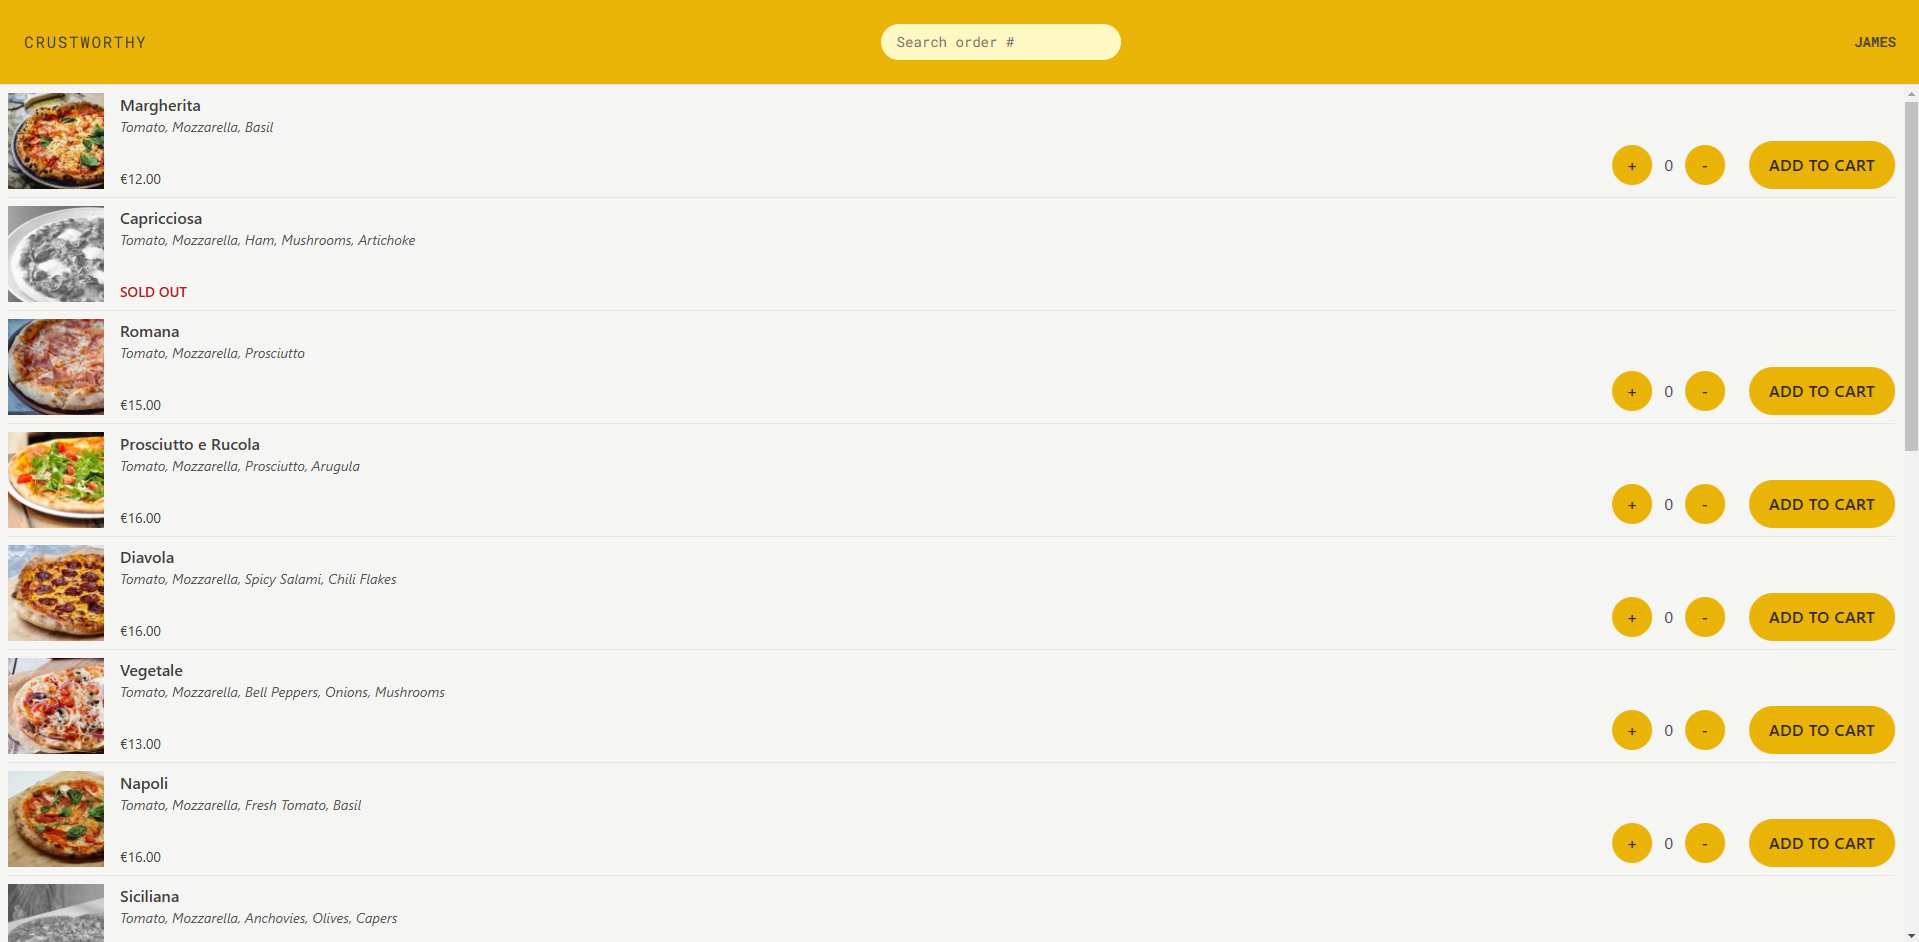 CRUSTWORTHY
Search order #
JAMES
Margherita
Tomato, Mozzarella, Basil
€12.00
+ 0 - ADD TO CART
Capricciosa
Tomato, Mozzarella, Ham, Mushrooms, Artichoke
SOLD OUT
Romana
Tomato, Mozzarella, Prosciutto
€15.00
+ 0 - ADD TO CART
Prosciutto e Rucola
Tomato, Mozzarella, Prosciutto, Arugula
€16.00
+ 0 - ADD TO CART
Diavola
Tomato, Mozzarella, Spicy Salami, Chili Flakes
€16.00
+ 0 - ADD TO CART
Vegetale
Tomato, Mozzarella, Bell Peppers, Onions, Mushrooms
€13.00
+ 0 - ADD TO CART
Napoli
Tomato, Mozzarella, Fresh Tomato, Basil
€16.00
+ 0 - ADD TO CART
Siciliana
Tomato, Mozzarella, Anchovies, Olives, Capers